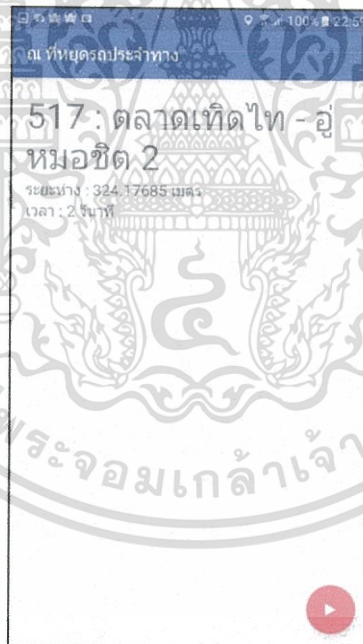 100% 22:59
ณ ที่หยุดรถประจำทาง
517 : ตลาดเทิดไท - อู่
หมอชิต 2
ระยะห่าง : 324.17685 เมตร
เวลา : 2 วินาที
พระจอมเกล้าเจ้า